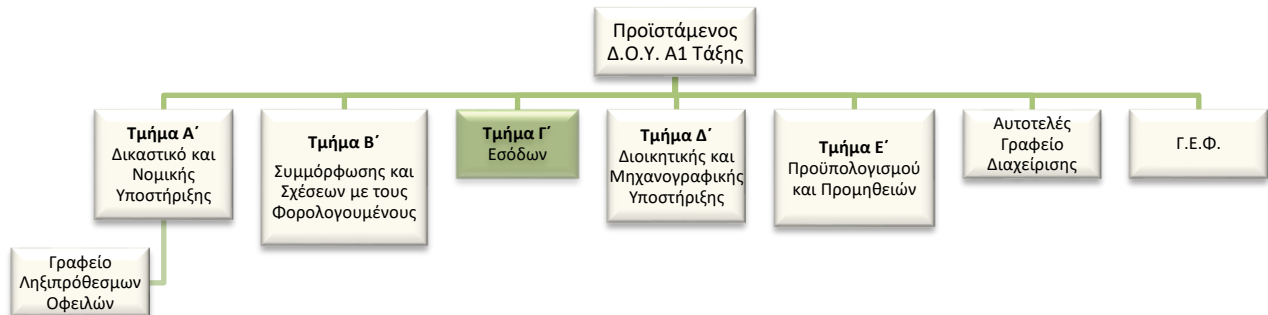 Προϊστάμενος
Δ.Ο.Υ. Α1 Τάξης
Τμήμα Α΄
Δικαστικό και
Νομικής
Υποστήριξης
Τμήμα Β΄
Συμμόρφωσης και
Σχέσεων με τους
Φορολογουμένους
Τμήμα Γ΄
Εσόδων
Τμήμα Δ΄
Διοικητικής και
Μηχανογραφικής
Υποστήριξης
Τμήμα Ε΄
Προϋπολογισμού
και Προμηθειών
Αυτοτελές
Γραφείο
Διαχείρισης
Γ.Ε.Φ.
Γραφείο
Ληξιπρόθεσμων
Οφειλών